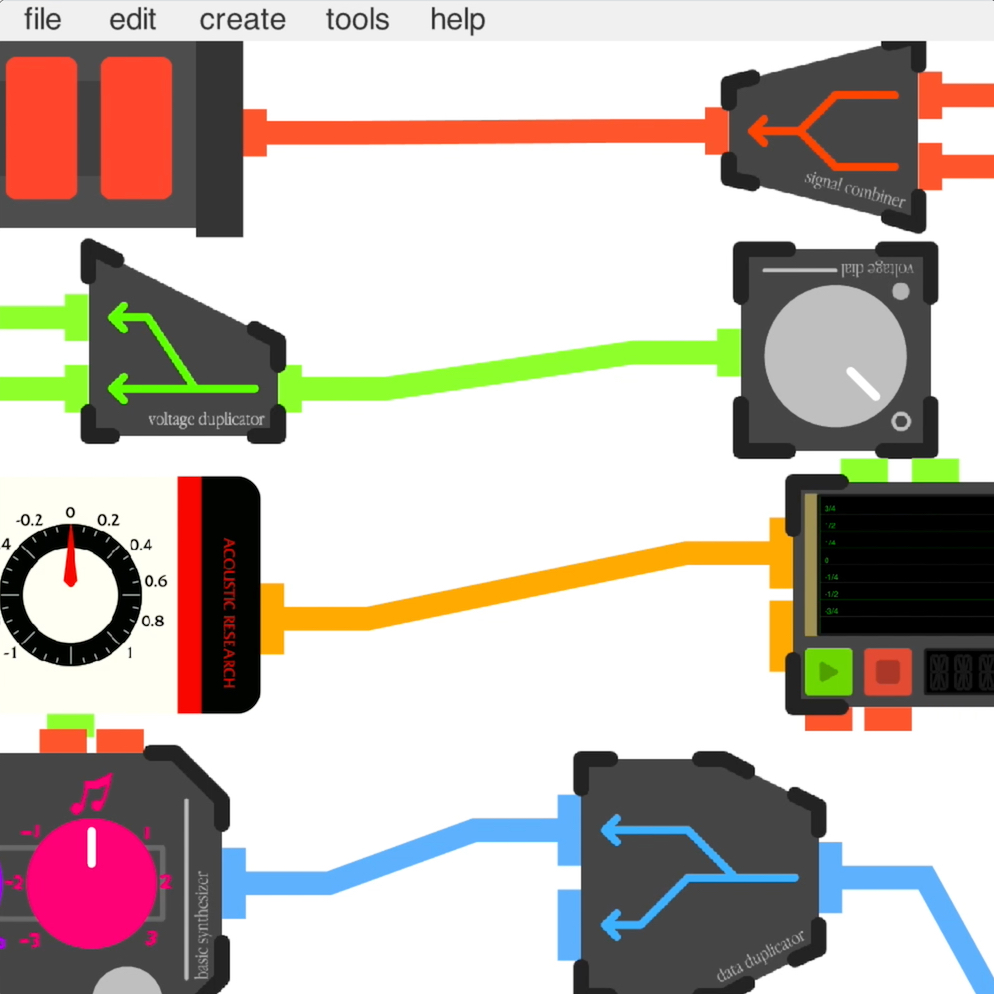 file edit create tools help
signal combiner
voltage dial
voltage duplicator
-0.2 0 0.2
4 0.4
0.6
0.8
-1 1
ACOUSTIC RESEARCH
3/4
1/2
1/4
0
-1/4
-1/2
-3/4
-1 1
-2 2
-3 3
basic synthesizer
data duplicator